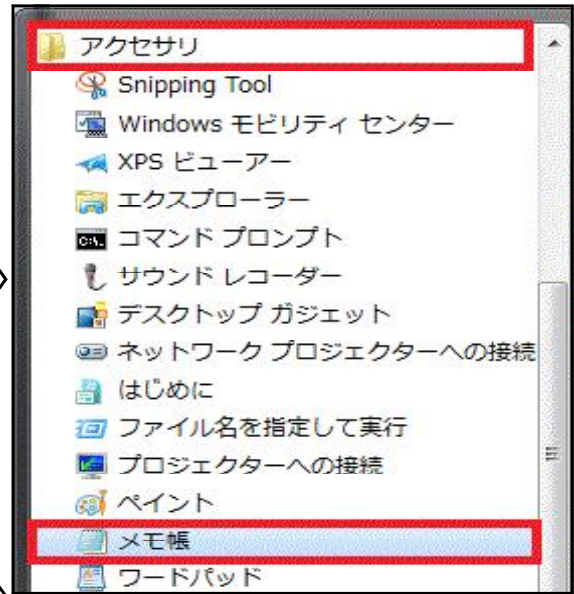 アクセサリ
Snipping Tool
Windows モビリティ センター
XPS ビューアー
エクスプローラー
コマンド プロンプト
サウンド レコーダー
デスクトップ ガジェット
ネットワーク プロジェクターへの接続
はじめに
ファイル名を指定して実行
プロジェクターへの接続
ペイント
メモ帳
ワードパッド